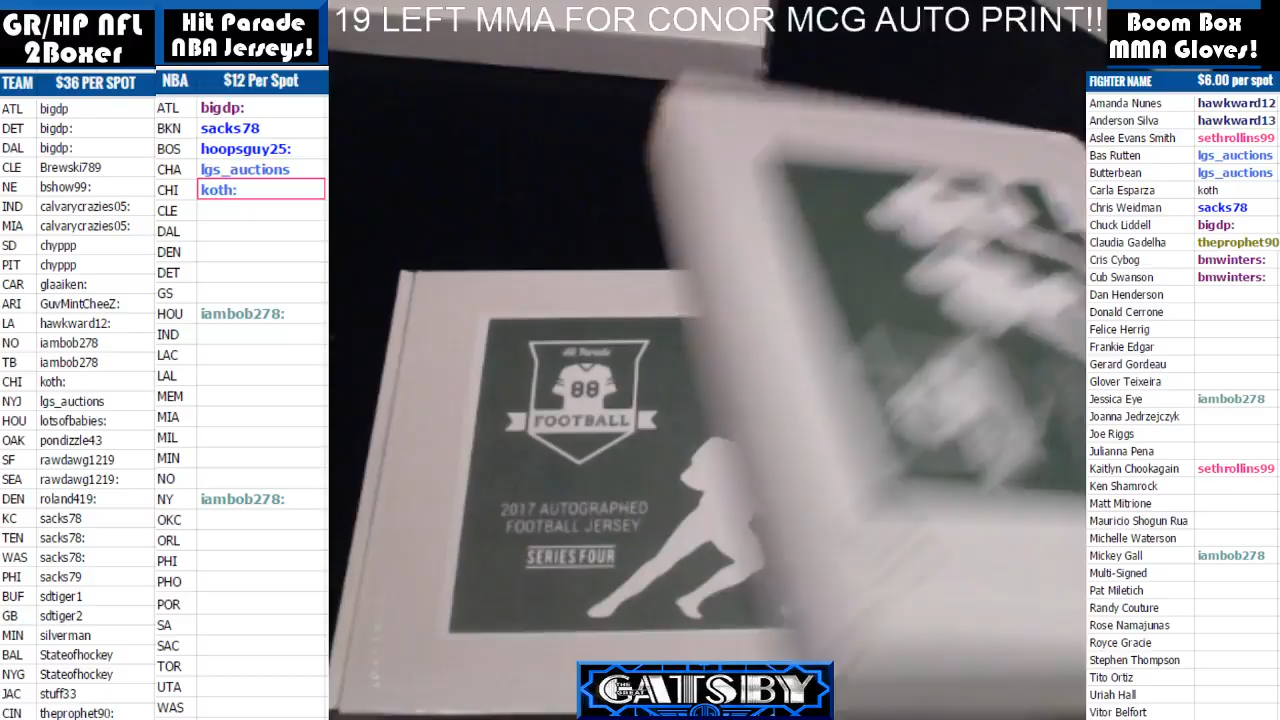 GR/HP NFL
2Boxer
TEAM $36 PER SPOT
ATL bigdp
DET bigdp:
DAL bigdp:
CLE Brewski789
NE bshow99:
IND calvarycrazies05:
MIA calvarycrazies05:
SD chyppp
PIT chyppp
CAR glaaiken:
ARI GuvMintCheeZ:
LA hawkward12:
NO iambob278
TB iambob278
CHI koth:
NYJ lgs_auctions
HOU lotsofbabies:
OAK pondizzle43
SF rawdawg1219
SEA rawdawg1219:
DEN roland419:
KC sacks78
TEN sacks78:
WAS sacks78:
PHI sacks79
BUF sdtiger1
GB sdtiger2
MIN silverman
BAL Stateofhockey
NYG Stateofhockey
JAC stuff33
CIN theprophet90:
Hit Parade
NBA Jerseys!
NBA $12 Per Spot
ATL bigdp:
BKN sacks78
BOS hoopsguy25:
CHA lgs_auctions
CHI koth:
CLE
DAL
DEN
DET
GS
HOU iambob278:
IND
LAC
LAL
MEM
MIA
MIL
MIN
NO
NY iambob278:
OKC
ORL
PHI
PHO
POR
SA
SAC
TOR
UTA
WAS
19 LEFT MMA FOR CONOR MCG AUTO PRINT!!
Hit Parade
88
FOOTBALL
2017 AUTOGRAPHED
FOOTBALL JERSEY
SERIES FOUR
THE GREAT
GATSBY
Boom Box
MMA Gloves!
FIGHTER NAME $6.00 per spot
Amanda Nunes hawkward12
Anderson Silva hawkward13
Aslee Evans Smith sethrollins99
Bas Rutten lgs_auctions
Butterbean lgs_auctions
Carla Esparza koth
Chris Weidman sacks78
Chuck Liddell bigdp:
Claudia Gadelha theprophet90
Cris Cybog bmwinters:
Cub Swanson bmwinters:
Dan Henderson
Donald Cerrone
Felice Herrig
Frankie Edgar
Gerard Gordeau
Glover Teixeira
Jessica Eye iambob278
Joanna Jedrzejczyk
Joe Riggs
Julianna Pena
Kaitlyn Chookagain sethrollins99
Ken Shamrock
Matt Mitrione
Mauricio Shogun Rua
Michelle Waterson
Mickey Gall iambob278
Multi-Signed
Pat Miletich
Randy Couture
Rose Namajunas
Royce Gracie
Stephen Thompson
Tito Ortiz
Uriah Hall
Vitor Belfort